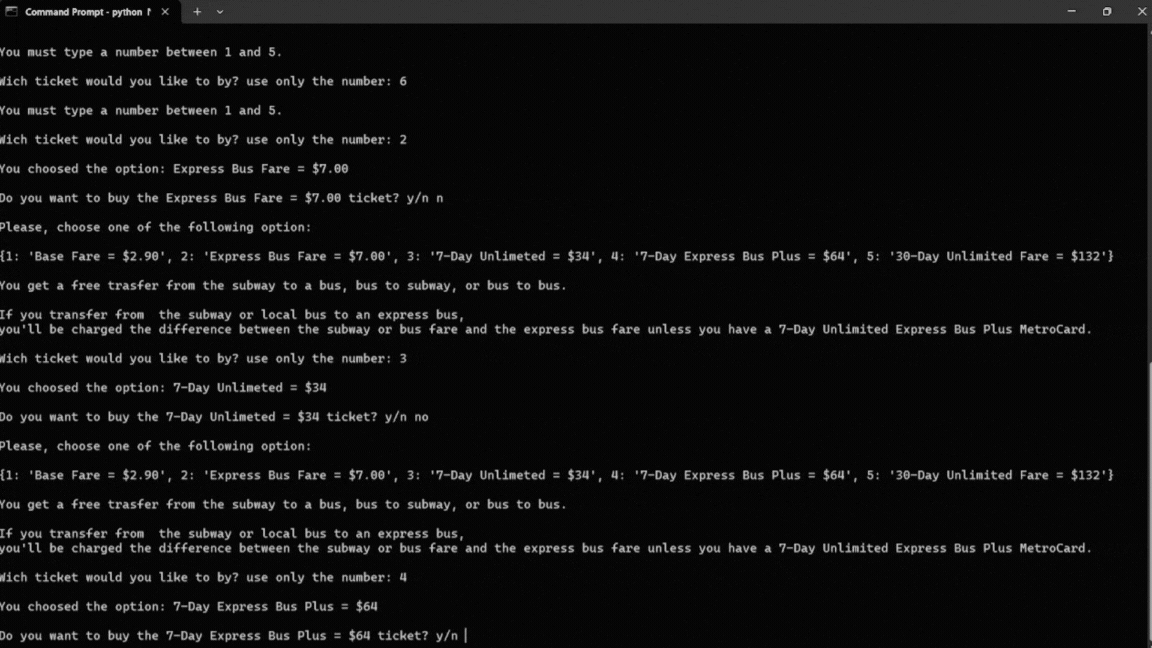 Command Prompt - python
You must type a number between 1 and 5.
Wich ticket would you like to by? use only the number: 6
You must type a number between 1 and 5.
Wich ticket would you like to by? use only the number: 2
You choosed the option: Express Bus Fare = $7.00
Do you want to buy the Express Bus Fare = $7.00 ticket? y/n n
Please, choose one of the following option:
{1: 'Base Fare = $2.90', 2: 'Express Bus Fare = $7.00', 3: '7-Day Unlimeted = $34', 4: '7-Day Express Bus Plus = $64', 5: '30-Day Unlimited Fare = $132'}
You get a free trasfer from the subway to a bus, bus to subway, or bus to bus.
If you transfer from  the subway or local bus to an express bus,
you'll be charged the difference between the subway or bus fare and the express bus fare unless you have a 7-Day Unlimited Express Bus Plus MetroCard.
Wich ticket would you like to by? use only the number: 3
You choosed the option: 7-Day Unlimeted = $34
Do you want to buy the 7-Day Unlimeted = $34 ticket? y/n no
Please, choose one of the following option:
{1: 'Base Fare = $2.90', 2: 'Express Bus Fare = $7.00', 3: '7-Day Unlimeted = $34', 4: '7-Day Express Bus Plus = $64', 5: '30-Day Unlimited Fare = $132'}
You get a free trasfer from the subway to a bus, bus to subway, or bus to bus.
If you transfer from  the subway or local bus to an express bus,
you'll be charged the difference between the subway or bus fare and the express bus fare unless you have a 7-Day Unlimited Express Bus Plus MetroCard.
Wich ticket would you like to by? use only the number: 4
You choosed the option: 7-Day Express Bus Plus = $64
Do you want to buy the 7-Day Express Bus Plus = $64 ticket? y/n